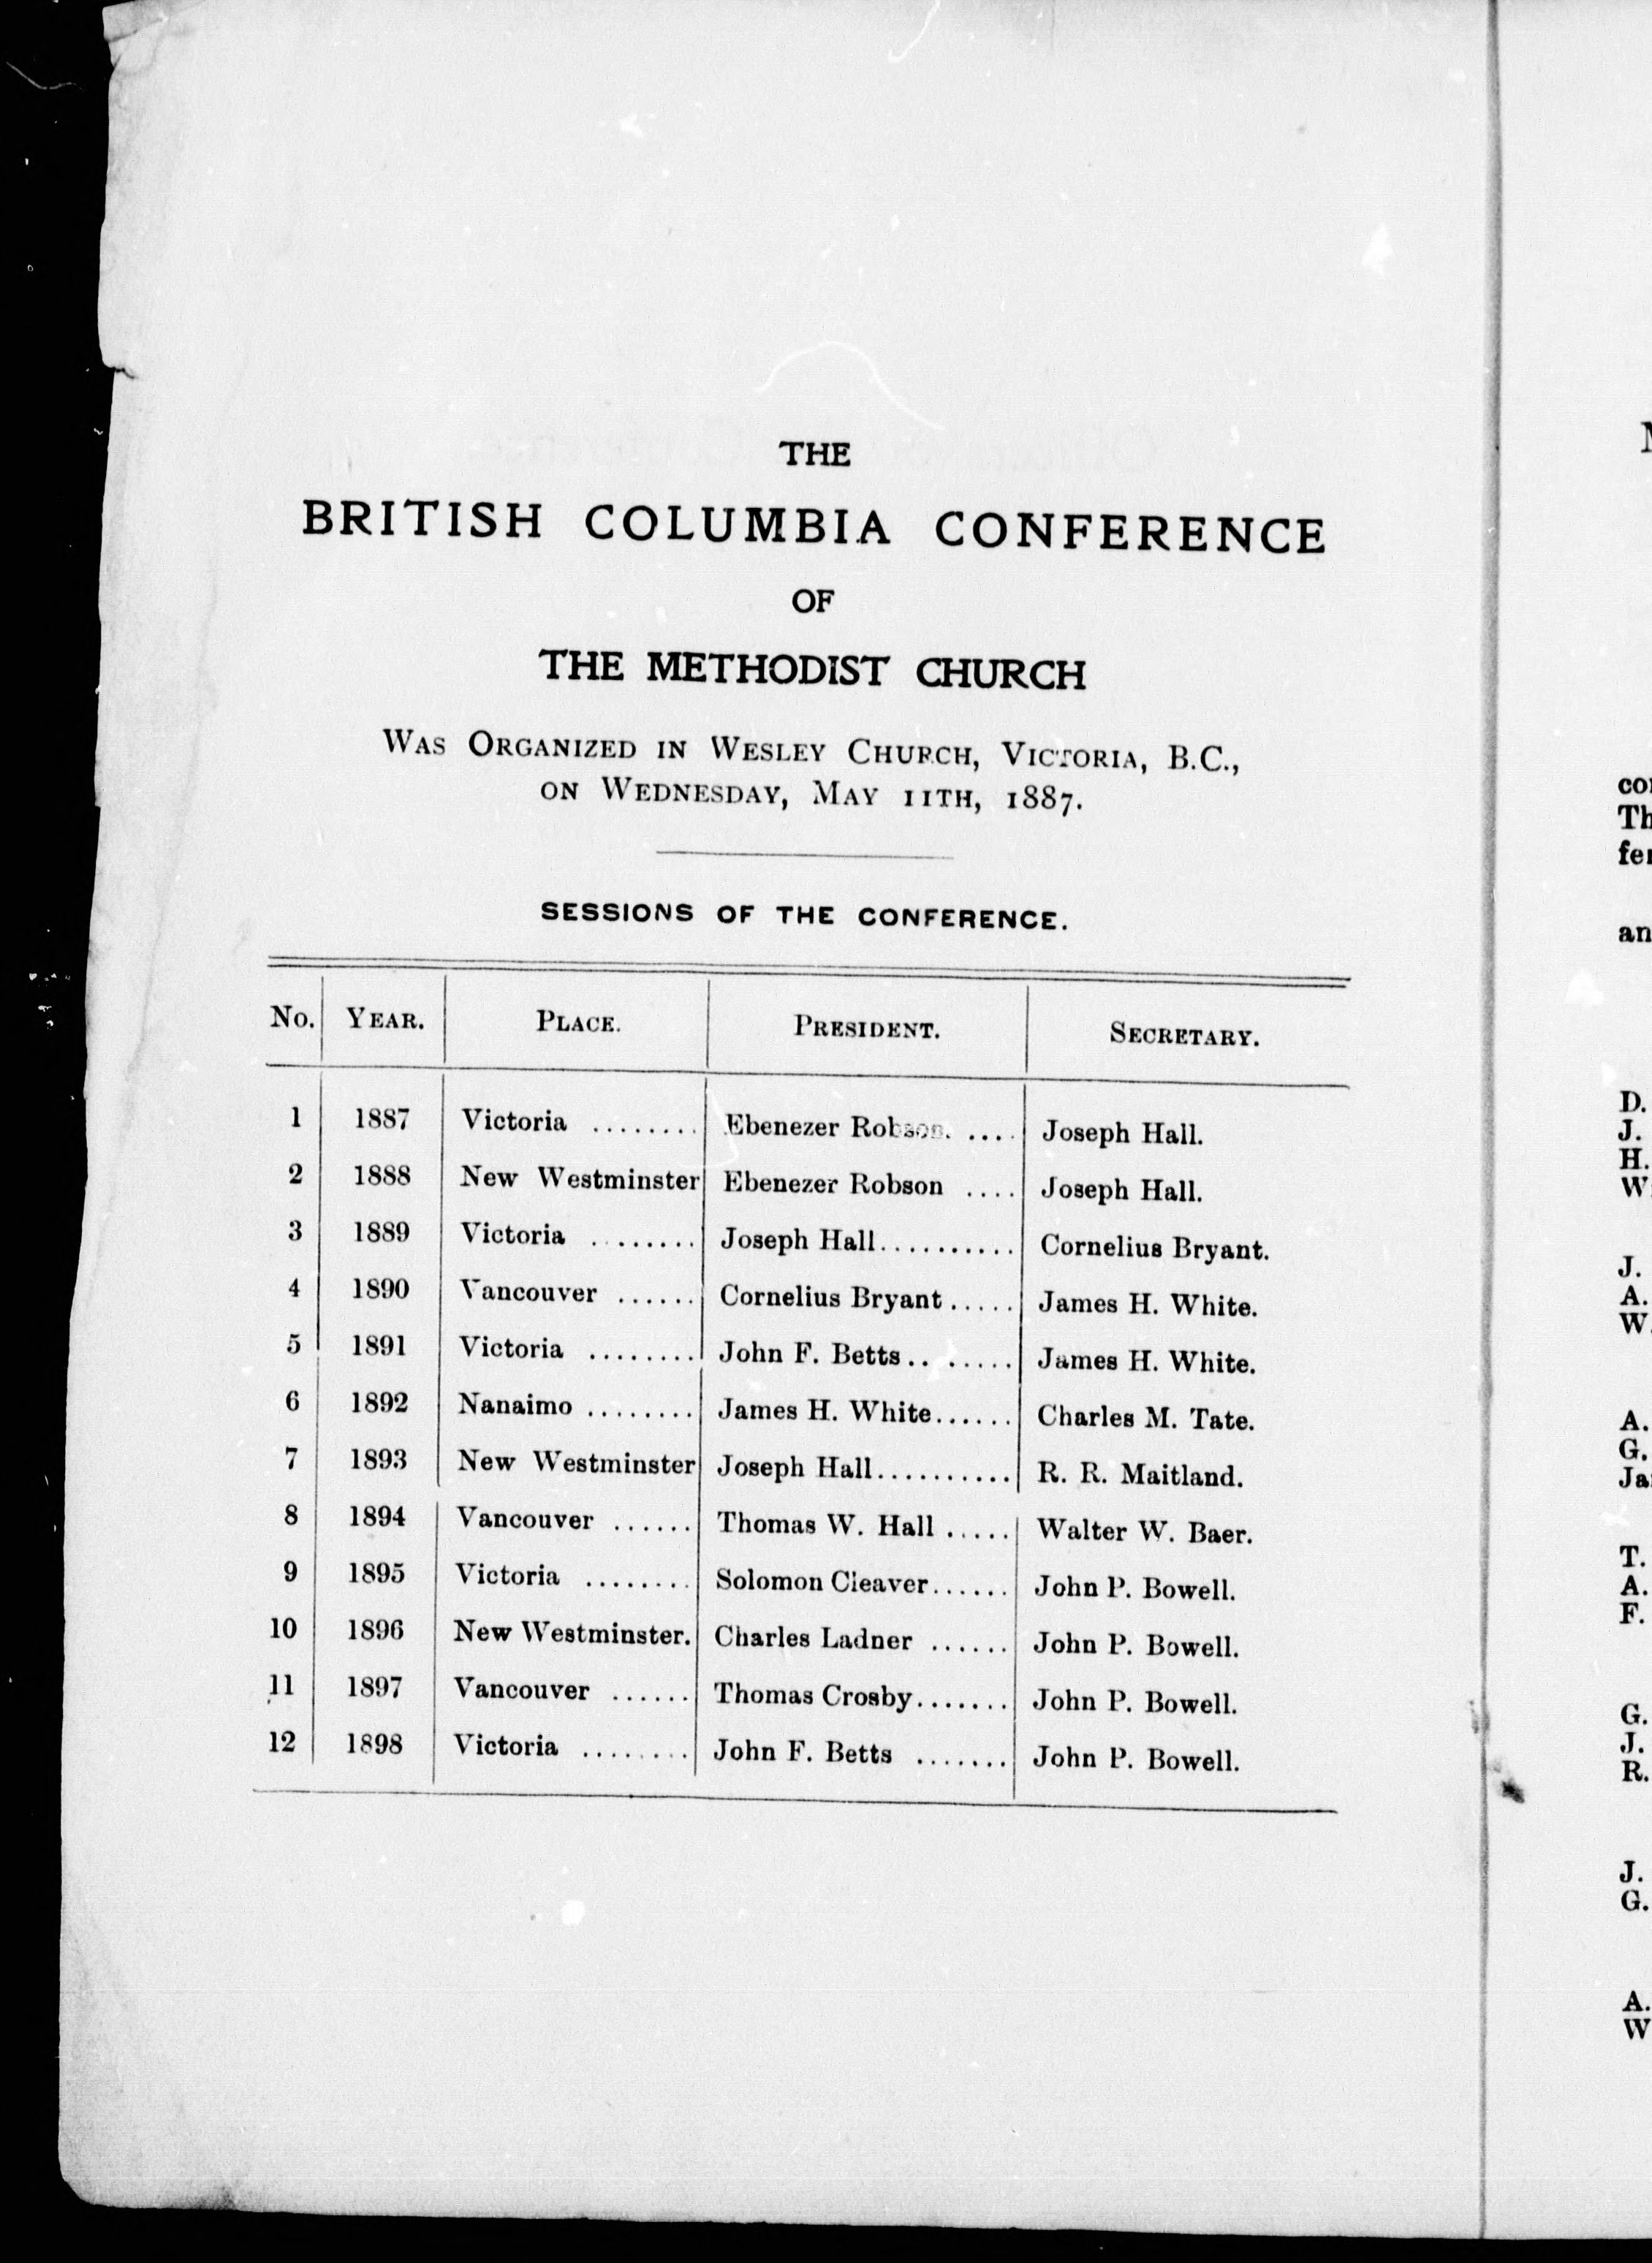 THE
BRITISH COLUMBIA CONFERENCE
OF
THE METHODIST CHURCH
WAS ORGANIZED IN WESLEY CHURCH, VICTORIA, B.C.,
ON WEDNESDAY, MAY 11TH, 1887.
SESSIONS OF THE CONFERENCE.
No. YEAR. PLACE. PRESIDENT. SECRETARY.
1 1887 Victoria ........ Ebenezer Robson. .... Joseph Hall.
2 1888 New Westminster Ebenezer Robson .... Joseph Hall.
3 1889 Victoria ........ Joseph Hall.......... Cornelius Bryant.
4 1890 Vancouver ...... Cornelius Bryant..... James H. White.
5 1891 Victoria ........ John F. Betts.. ..... James H. White.
6 1892 Nanaimo ........ James H. White...... Charles M. Tate.
7 1893 New Westminster Joseph Hall.......... R. R. Maitland.
8 1894 Vancouver ...... Thomas W. Hall ..... Walter W. Baer.
9 1895 Victoria ........ Solomon Cleaver...... John P. Bowell.
10 1896 New Westminster. Charles Ladner ...... John P. Bowell.
11 1897 Vancouver ...... Thomas Crosby....... John P. Bowell.
12 1898 Victoria ........ John F. Betts ....... John P. Bowell.
Th
an
D.
J.
H.
W
J.
A.
W.
A.
G.
Ja
T.
A.
F.
G.
J.
R.
J.
G.
A.
W